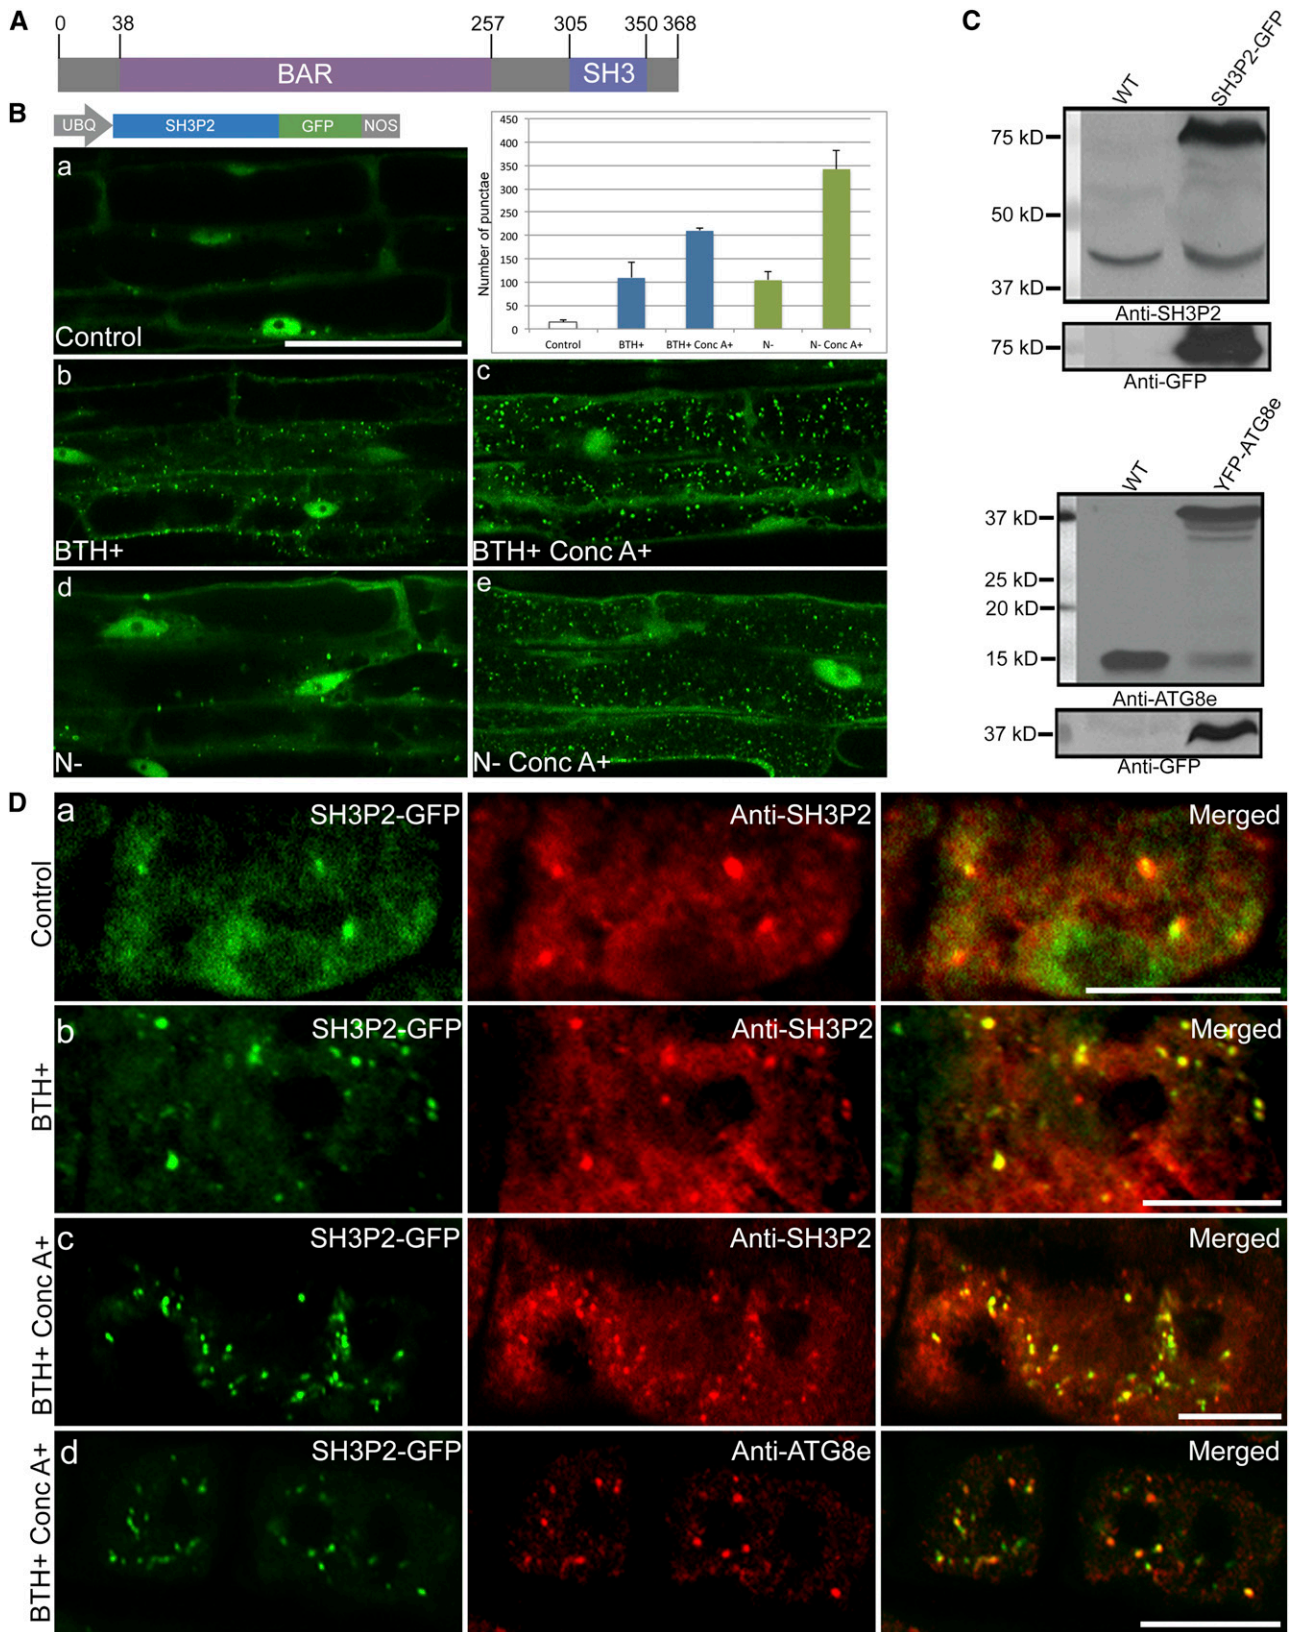 A
0 38 257 305 350 368
BAR SH3
B
UBQ SH3P2 GFP NOS
a
Control
450
400
350
300
250
200
150
100
50
0
Number of punctae
Control BTH+ BTH+ Conc A+ N- N- Conc A+
b
BTH+
c
BTH+ Conc A+
d
N-
e
N- Conc A+
C
WT SH3P2-GFP
75 kD
50 kD
37 kD
Anti-SH3P2
75 kD
Anti-GFP
WT YFP-ATG8e
37 kD
25 kD
20 kD
15 kD
Anti-ATG8e
37 kD
Anti-GFP
D
Control
a SH3P2-GFP Anti-SH3P2 Merged
BTH+
b SH3P2-GFP Anti-SH3P2 Merged
BTH+ Conc A+
c SH3P2-GFP Anti-SH3P2 Merged
BTH+ Conc A+
d SH3P2-GFP Anti-ATG8e Merged